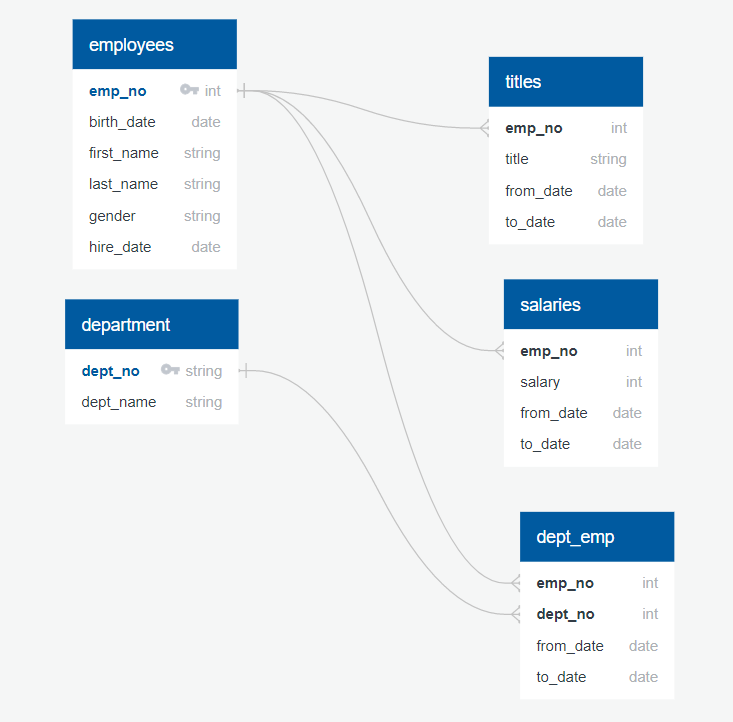 employees
emp_no int
birth_date date
first_name string
last_name string
gender string
hire_date date
department
dept_no string
dept_name string
titles
emp_no int
title string
from_date date
to_date date
salaries
emp_no int
salary int
from_date date
to_date date
dept_emp
emp_no int
dept_no int
from_date date
to_date date